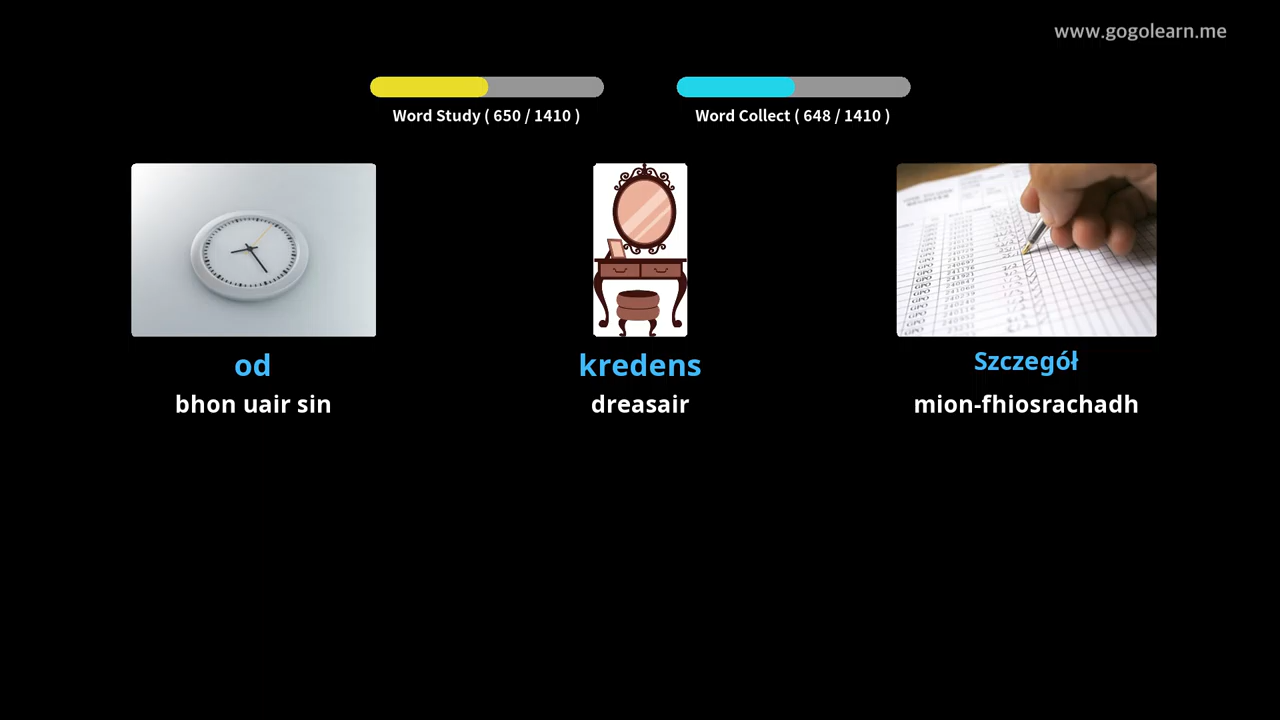 www.gogolearn.me
Word Study ( 650 / 1410 )
Word Collect ( 648 / 1410 )
od
kredens
Szczegół
bhon uair sin
dreasair
mion-fhiosrachadh